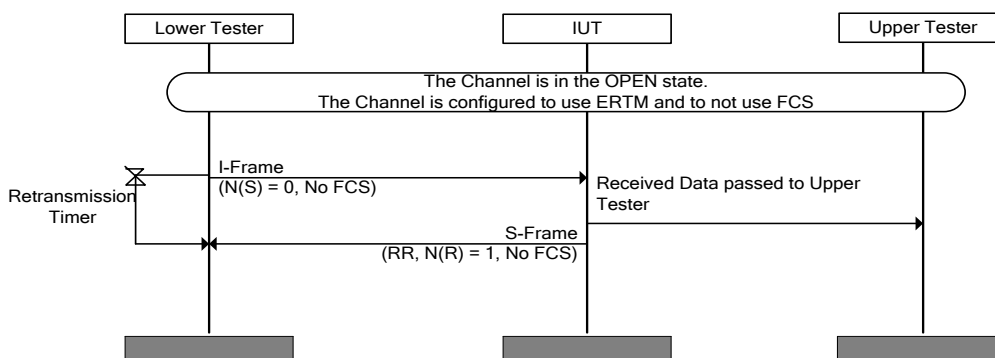 Lower Tester
IUT
Upper Tester
The Channel is in the OPEN state.
The Channel is configured to use ERTM and to not use FCS
I-Frame
(N(S) = 0, No FCS)
Retransmission
Timer
Received Data passed to Upper
Tester
S-Frame
(RR, N(R) = 1, No FCS)